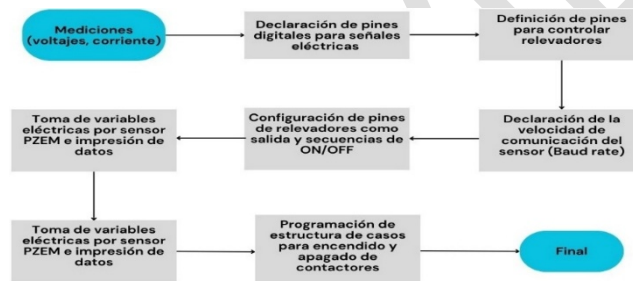 Mediciones
(voltajes, corriente)
Declaración de pines
digitales para señales
eléctricas
Definición de pines
para controlar
relevadores
Toma de variables
eléctricas por sensor
PZEM e impresión de
datos
Configuración de pines
de relevadores como
salida y secuencias de
ON/OFF
Declaración de la
velocidad de
comunicación del
sensor (Baud rate)
Toma de variables
eléctricas por sensor
PZEM e impresión de
datos
Programación de
estructura de casos
para encendido y
apagado de
contactores
Final